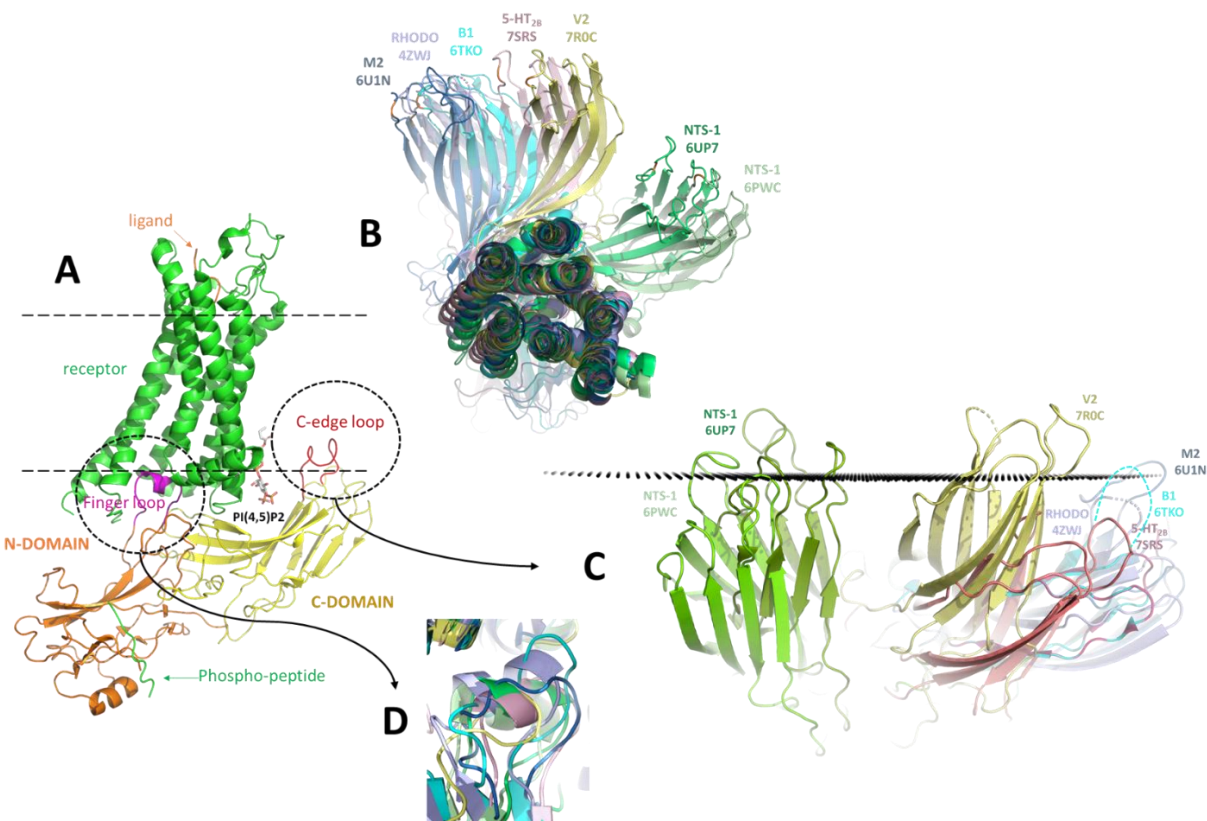 A
ligand
receptor
Finger loop
C-edge loop
PI(4,5)P2
N-DOMAIN
C-DOMAIN
Phospho-peptide
B
M2
6U1N
RHODO
4ZWJ
B1
6TKO
5-HT2B
7SRS
V2
7R0C
NTS-1
6UP7
NTS-1
6PWC
C
NTS-1
6UP7
NTS-1
6PWC
V2
7R0C
M2
6U1N
RHODO
4ZWJ
B1
6TKO
5-HT2B
7SRS
D